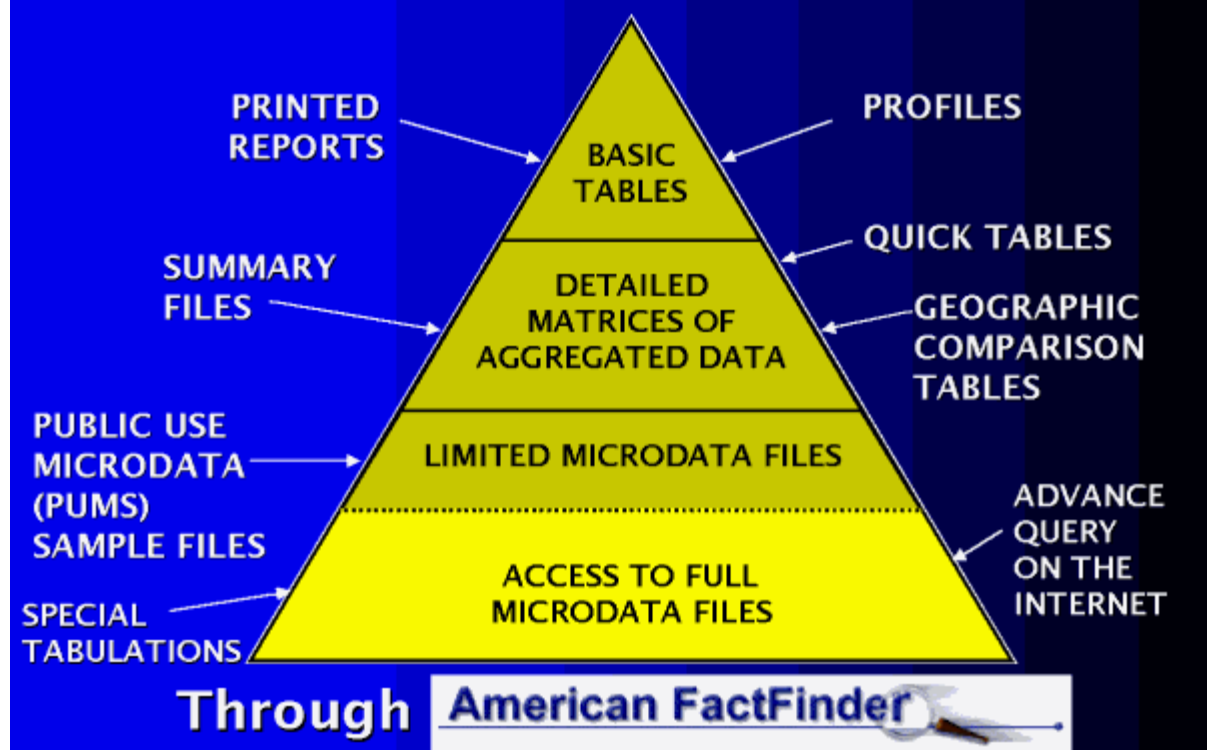 PRINTED
REPORTS
PROFILES
BASIC
TABLES
QUICK TABLES
SUMMARY
FILES
DETAILED
MATRICES OF
AGGREGATED DATA
GEOGRAPHIC
COMPARISON
TABLES
PUBLIC USE
MICRODATA
(PUMS)
SAMPLE FILES
LIMITED MICRODATA FILES
ADVANCE
QUERY
ON THE
INTERNET
ACCESS TO FULL
MICRODATA FILES
SPECIAL
TABULATIONS
Through American FactFinder